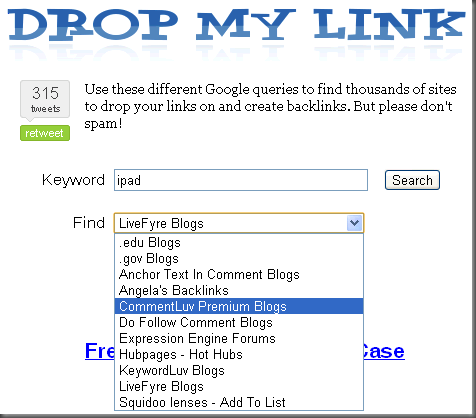 DROP MY LINK
315
tweets
retweet
Use these different Google queries to find thousands of sites
to drop your links on and create backlinks. But please don't
spam!
Keyword ipad Search
Find LiveFyre Blogs
.edu Blogs
.gov Blogs
Anchor Text In Comment Blogs
Angela's Backlinks
CommentLuv Premium Blogs
Do Follow Comment Blogs
Expression Engine Forums
Hubpages - Hot Hubs
KeywordLuv Blogs
LiveFyre Blogs
Squidoo lenses - Add To List
Case